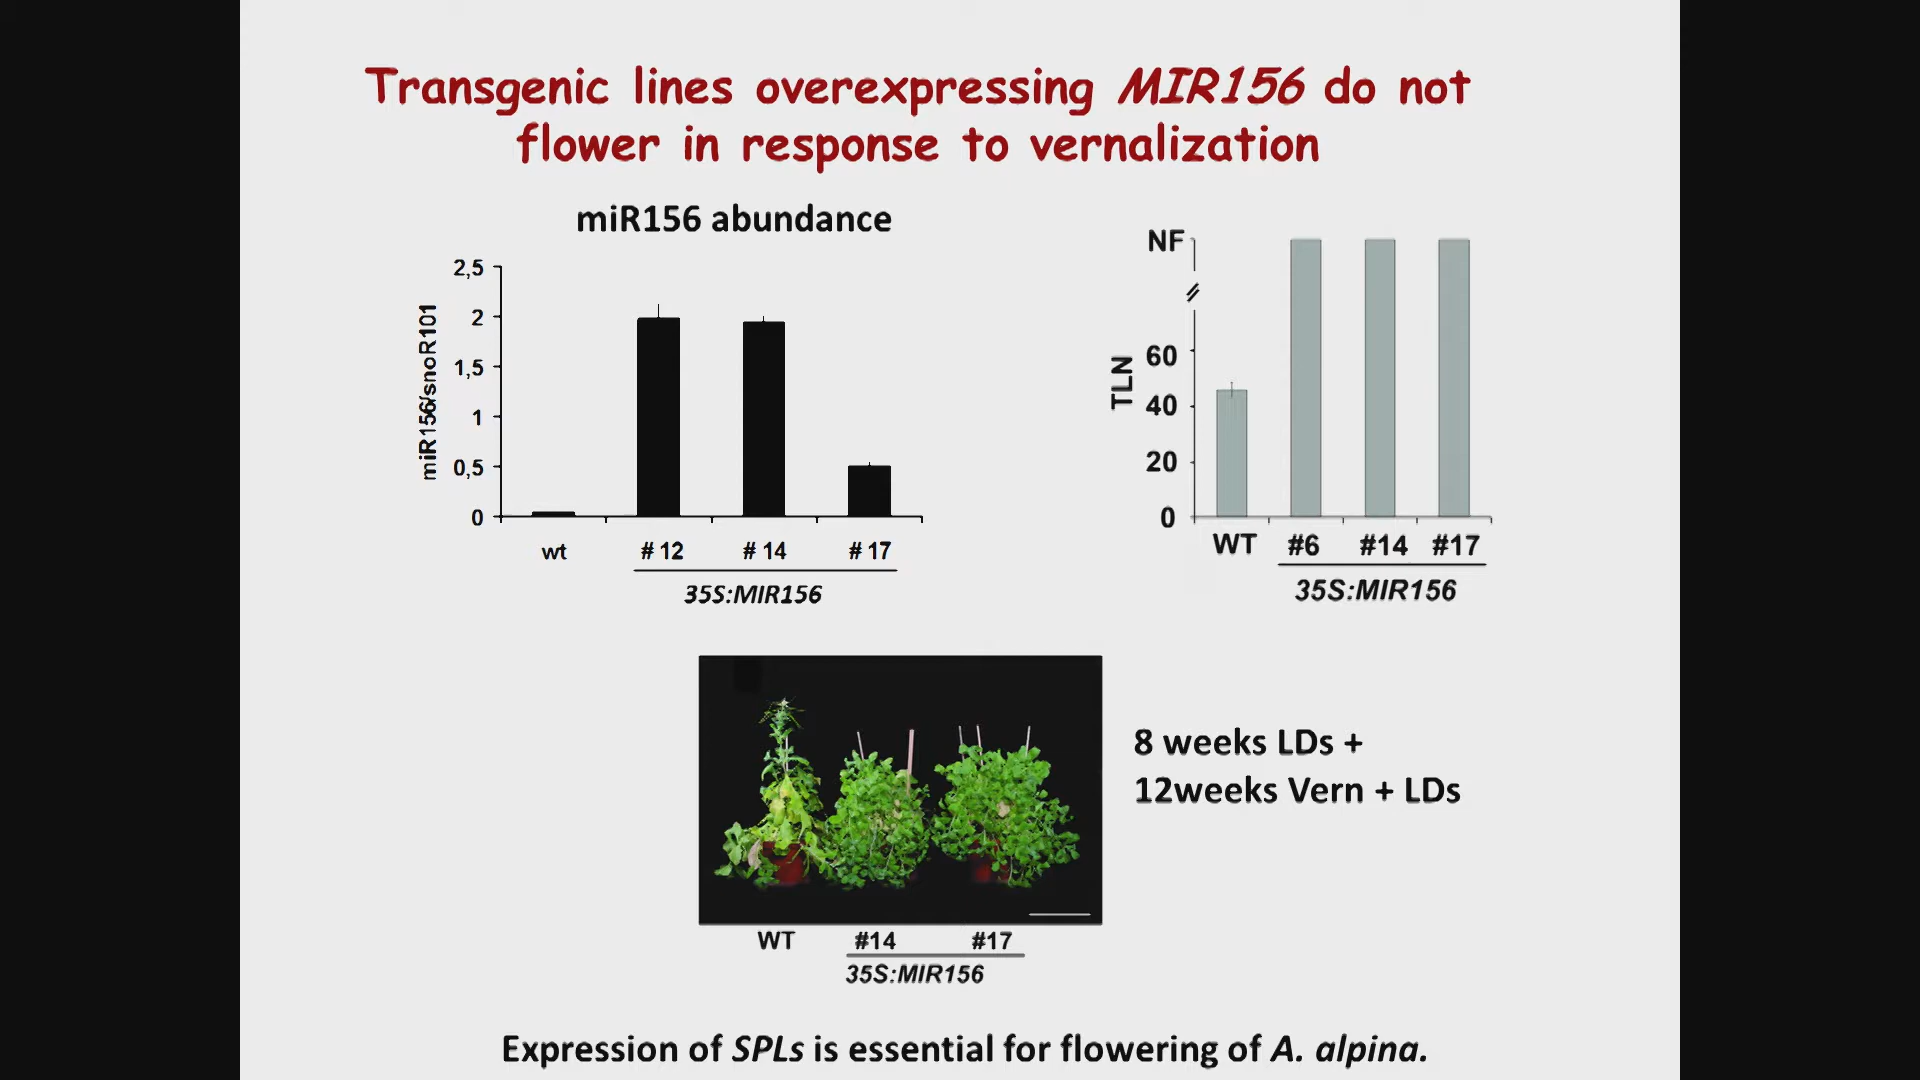 Transgenic lines overexpressing MIR156 do not
flower in response to vernalization
miR156 abundance
miR156/snoR101
2,5
2
1,5
1
0,5
0
wt # 12 # 14 # 17
35S:MIR156
TLN
NF
60
40
20
0
WT #6 #14 #17
35S:MIR156
8 weeks LDs +
12weeks Vern + LDs
WT #14 #17
35S:MIR156
Expression of SPLs is essential for flowering of A. alpina.